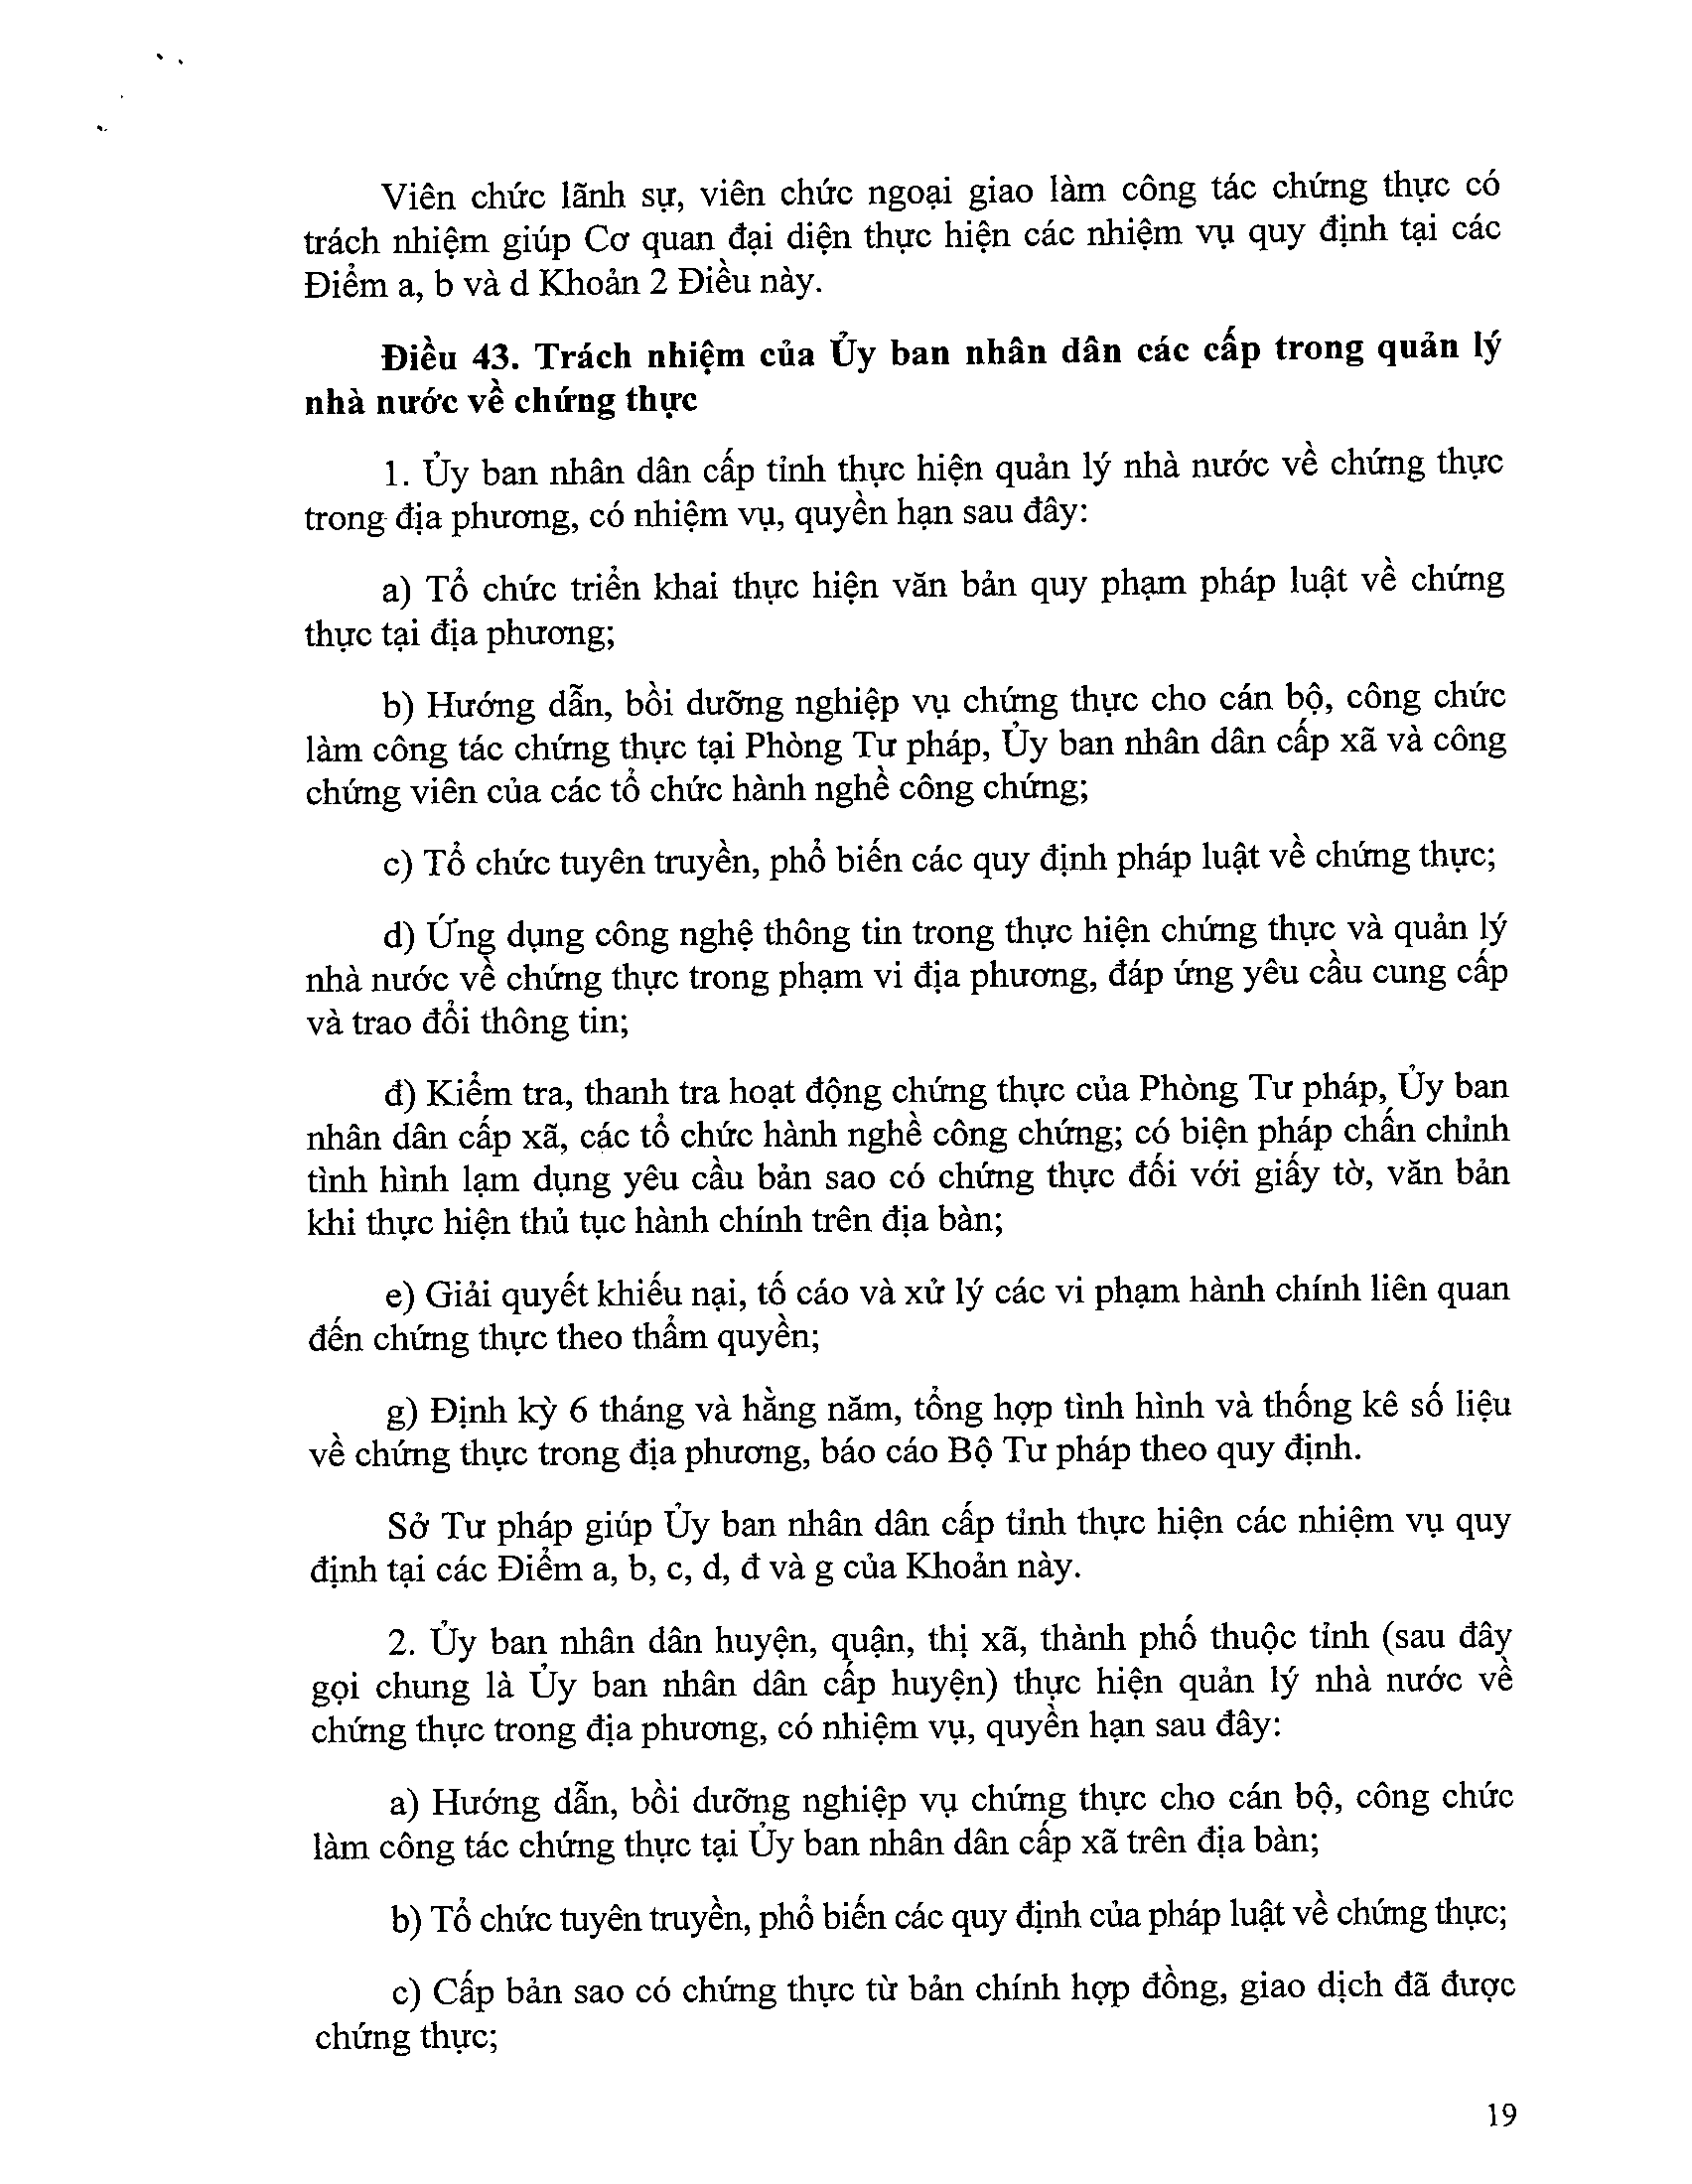 Viên chức lãnh sự, viên chức ngoại giao làm công tác chứng thực có
trách nhiệm giúp Cơ quan đại diện thực hiện các nhiệm vụ quy định tại các
Điểm a, b và d Khoản 2 Điều này.
Điều 43. Trách nhiệm của Ủy ban nhân dân các cấp trong quản lý
nhà nước về chứng thực
1. Ủy ban nhân dân cấp tỉnh thực hiện quản lý nhà nước về chứng thực
trong địa phương, có nhiệm vụ, quyền hạn sau đây:
a) Tổ chức triển khai thực hiện văn bản quy phạm pháp luật về chứng
thực tại địa phương;
b) Hướng dẫn, bồi dưỡng nghiệp vụ chứng thực cho cán bộ, công chức
làm công tác chứng thực tại Phòng Tư pháp, Ủy ban nhân dân cấp xã và công
chứng viên của các tổ chức hành nghề công chứng;
c) Tổ chức tuyên truyền, phổ biến các quy định pháp luật về chứng thực;
d) Ứng dụng công nghệ thông tin trong thực hiện chứng thực và quản lý
nhà nước về chứng thực trong phạm vi địa phương, đáp ứng yêu cầu cung cấp
và trao đổi thông tin;
đ) Kiểm tra, thanh tra hoạt động chứng thực của Phòng Tư pháp, Ủy ban
nhân dân cấp xã, các tổ chức hành nghề công chứng; có biện pháp chấn chỉnh
tình hình lạm dụng yêu cầu bản sao có chứng thực đối với giấy tờ, văn bản
khi thực hiện thủ tục hành chính trên địa bàn;
e) Giải quyết khiếu nại, tố cáo và xử lý các vi phạm hành chính liên quan
đến chứng thực theo thẩm quyền;
g) Định kỳ 6 tháng và hằng năm, tổng hợp tình hình và thống kê số liệu
về chứng thực trong địa phương, báo cáo Bộ Tư pháp theo quy định.
Sở Tư pháp giúp Ủy ban nhân dân cấp tỉnh thực hiện các nhiệm vụ quy
định tại các Điểm a, b, c, d, đ và g của Khoản này.
2. Ủy ban nhân dân huyện, quận, thị xã, thành phố thuộc tỉnh (sau đây
gọi chung là Ủy ban nhân dân cấp huyện) thực hiện quản lý nhà nước về
chứng thực trong địa phương, có nhiệm vụ, quyền hạn sau đây:
a) Hướng dẫn, bồi dưỡng nghiệp vụ chứng thực cho cán bộ, công chức
làm công tác chứng thực tại Ủy ban nhân dân cấp xã trên địa bàn;
b) Tổ chức tuyên truyền, phổ biến các quy định của pháp luật về chứng thực;
c) Cấp bản sao có chứng thực từ bản chính hợp đồng, giao dịch đã được
chứng thực;
19